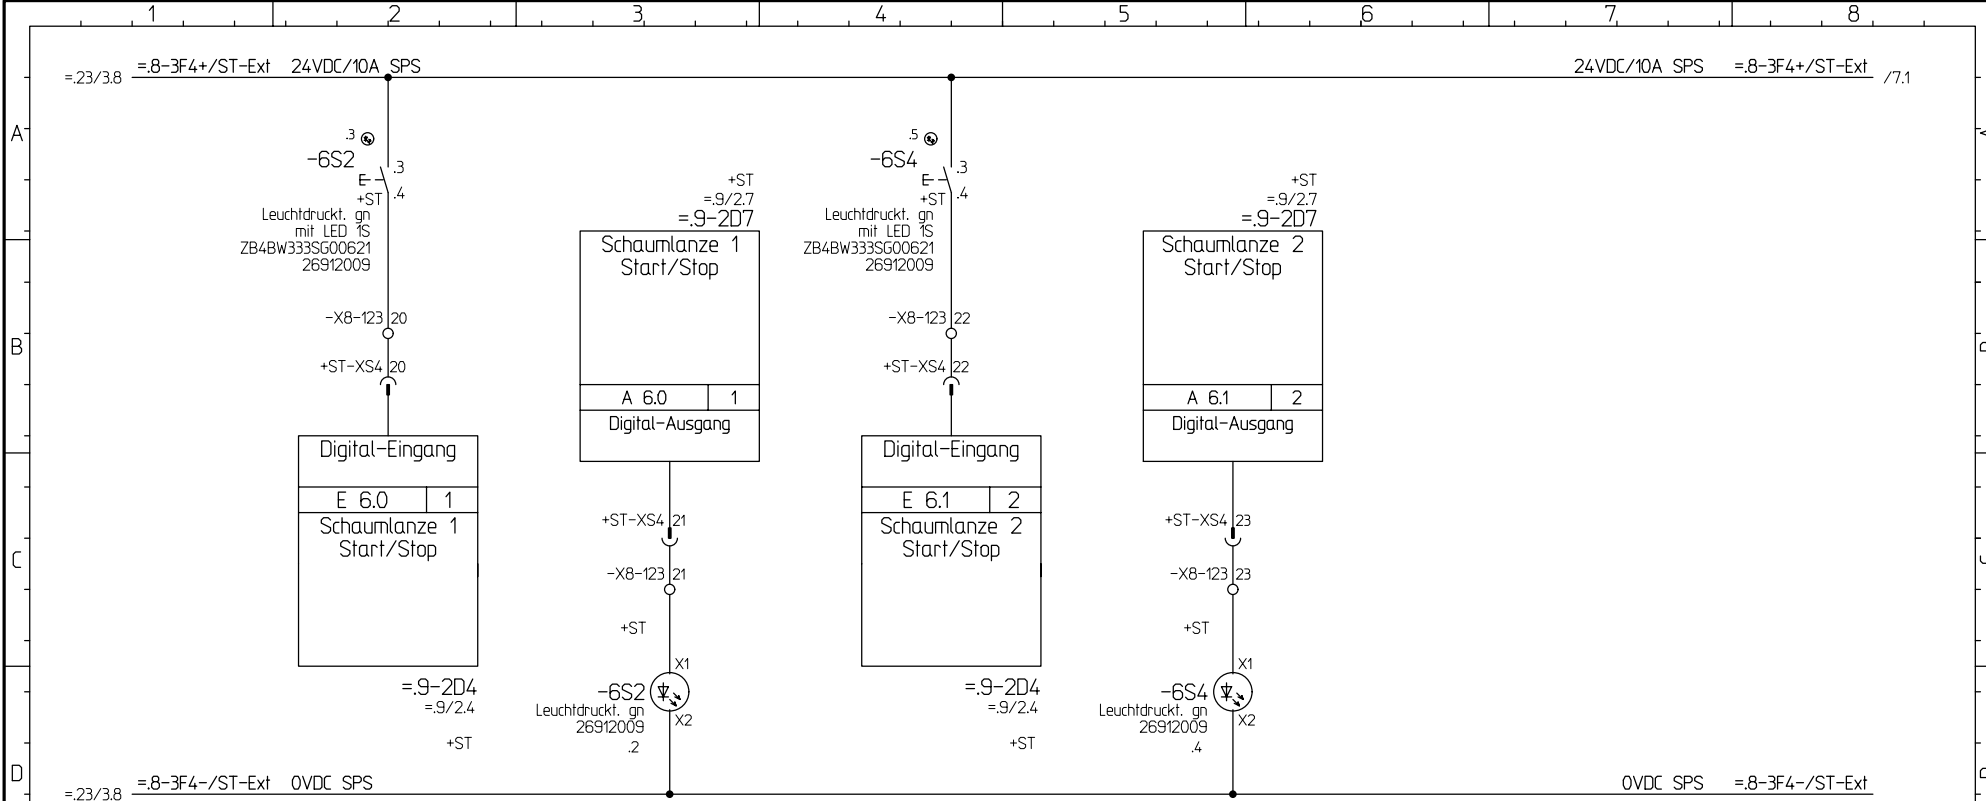 1 2 3 4 5 6 7 8
=.23/3.8 =.8-3F4+/ST-Ext 24VDC/10A SPS 24VDC/10A SPS =.8-3F4+/ST-Ext /7.1
A
.3
-6S2
.3
.4
+ST
Leuchtdruckt. gn
mit LED 1S
ZB4BW333SG00621
26912009
-X8-123 20
+ST-XS4 20
Digital-Eingang
E 6.0 1
Schaumlanze 1
Start/Stop
=.9-2D4
=.9/2.4
+ST
+ST
=.9/2.7
=.9-2D7
Schaumlanze 1
Start/Stop
A 6.0 1
Digital-Ausgang
+ST-XS4 21
-X8-123 21
+ST
X1
-6S2
Leuchtdruckt. gn
X2
26912009
.2
.5
-6S4
.3
.4
+ST
Leuchtdruckt. gn
mit LED 1S
ZB4BW333SG00621
26912009
-X8-123 22
+ST-XS4 22
Digital-Eingang
E 6.1 2
Schaumlanze 2
Start/Stop
=.9-2D4
=.9/2.4
+ST
+ST
=.9/2.7
=.9-2D7
Schaumlanze 2
Start/Stop
A 6.1 2
Digital-Ausgang
+ST-XS4 23
-X8-123 23
+ST
X1
-6S4
Leuchtdruckt. gn
X2
26912009
.4
B
C
D
=.23/3.8 =.8-3F4-/ST-Ext 0VDC SPS 0VDC SPS =.8-3F4-/ST-Ext